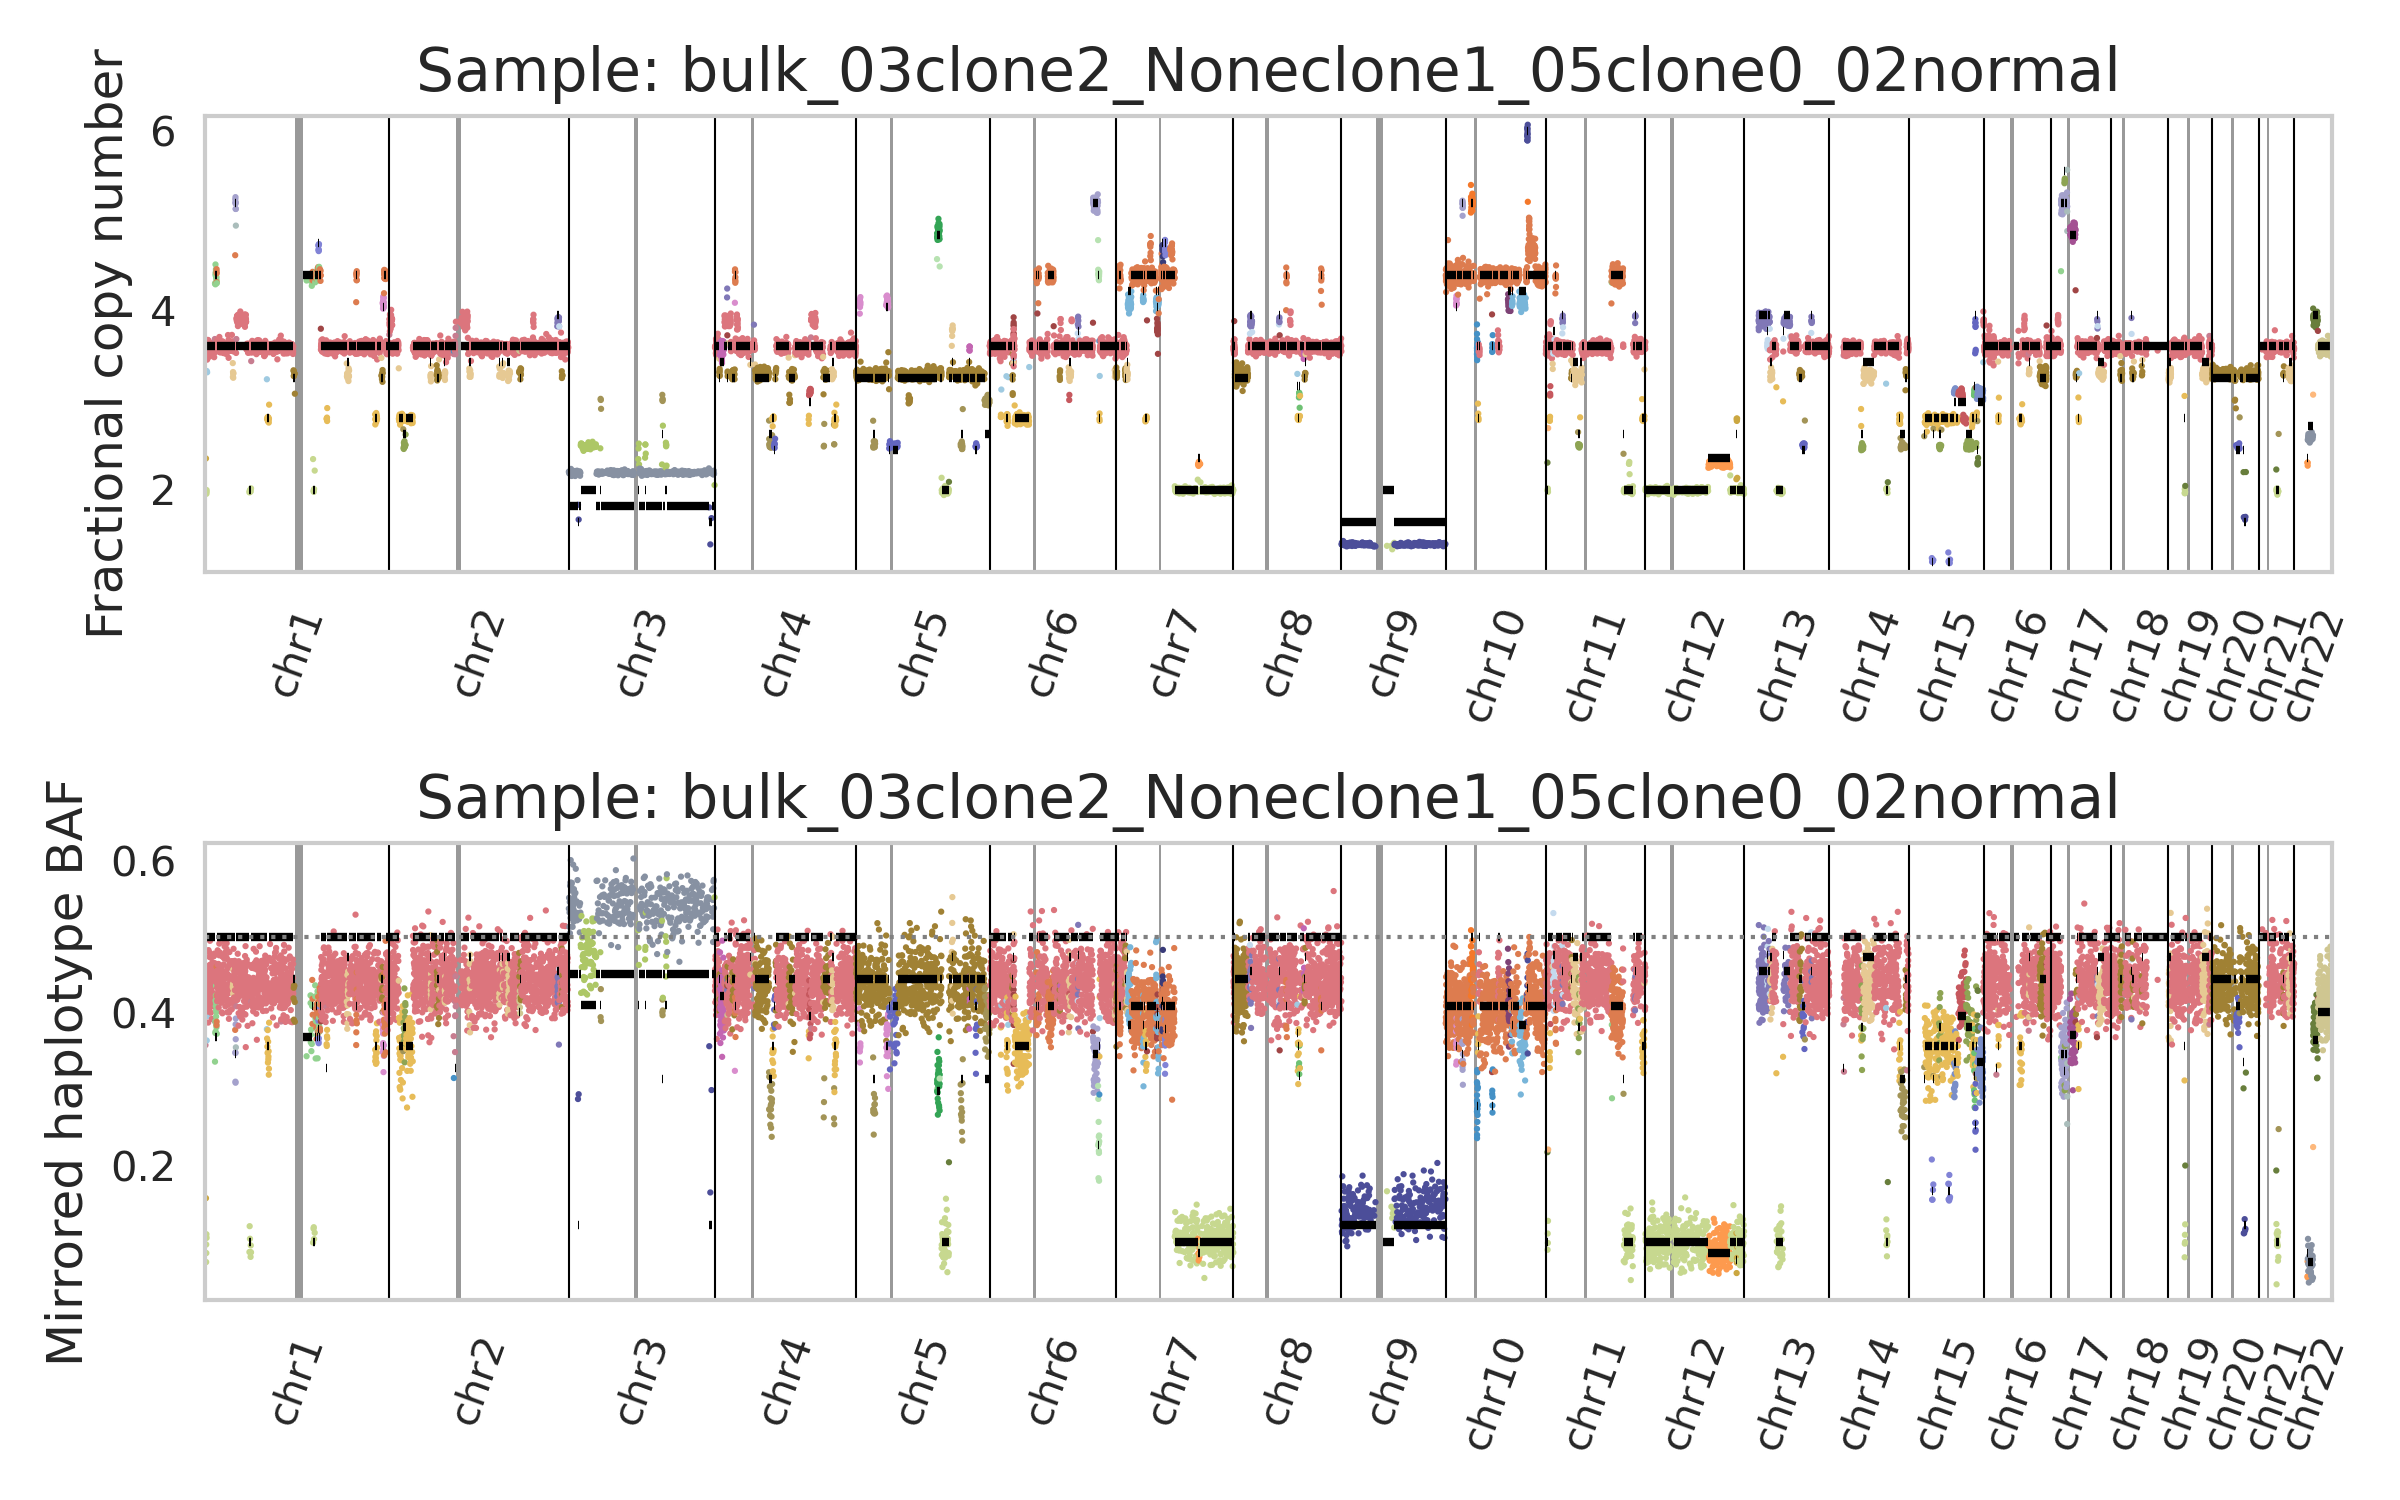 Sample: bulk_03clone2_Noneclone1_05clone0_02normal
Fractional copy number
6
4
2
chr1
chr2
chr3
chr4
chr5
chr6
chr7
chr8
chr9
chr10
chr11
chr12
chr13
chr14
chr15
chr16
chr17
chr18
chr19
chr20
chr21
chr22
Sample: bulk_03clone2_Noneclone1_05clone0_02normal
Mirrored haplotype BAF
0.6
0.4
0.2
chr1
chr2
chr3
chr4
chr5
chr6
chr7
chr8
chr9
chr10
chr11
chr12
chr13
chr14
chr15
chr16
chr17
chr18
chr19
chr20
chr21
chr22